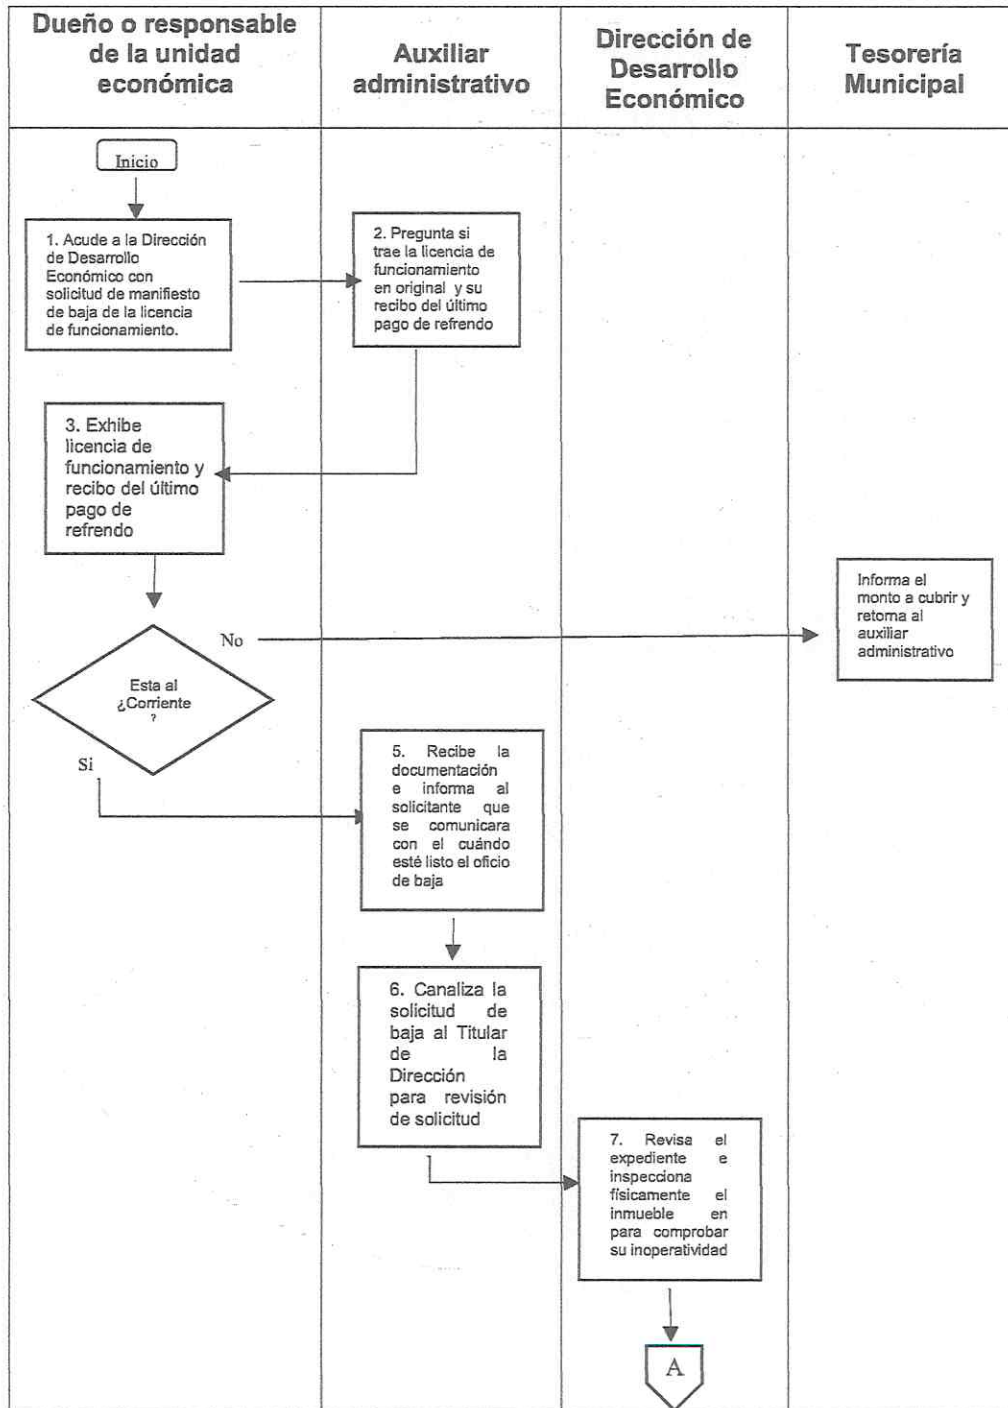 Dueño o responsable
de la unidad
económica
Auxiliar
administrativo
Dirección de
Desarrollo
Económico
Tesorería
Municipal
Inicio
1. Acude a la Dirección
de Desarrollo
Económico con
solicitud de manifiesto
de baja de la licencia
de funcionamiento.
2. Pregunta si
trae la licencia de
funcionamiento
en original y su
recibo del último
pago de refrendo
3. Exhibe
licencia de
funcionamiento y
recibo del último
pago de
refrendo
Informa el
monto a cubrir y
retorna al
auxiliar
administrativo
No
Esta al
¿Corriente
?
Si
5. Recibe la
documentación
e informa al
solicitante que
se comunicara
con el cuándo
esté listo el oficio
de baja
6. Canaliza la
solicitud de
baja al Titular
de la
Dirección
para revisión
de solicitud
7. Revisa el
expediente e
inspecciona
físicamente el
inmueble en
para comprobar
su inoperatividad
A